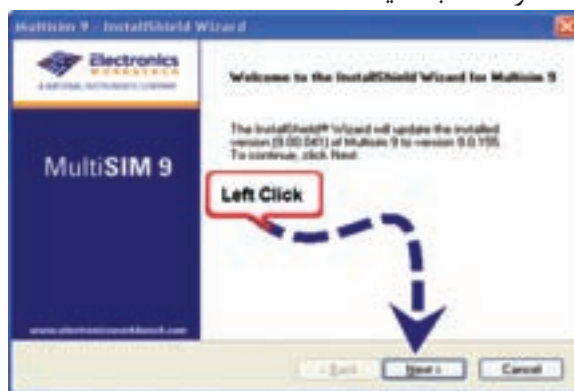 Multisim 9 - InstallShield Wizard
Electronics
WORKBENCH
A NATIONAL INSTRUMENTS COMPANY
Welcome to the InstallShield Wizard for Multisim 9
The InstallShield® Wizard will update the installed
version (9.00.041) of Multisim 9 to version 9.0.155.
To continue, click Next.
MultiSIM 9
Left Click
www.electronicsworkbench.com
< Back
Next >
Cancel